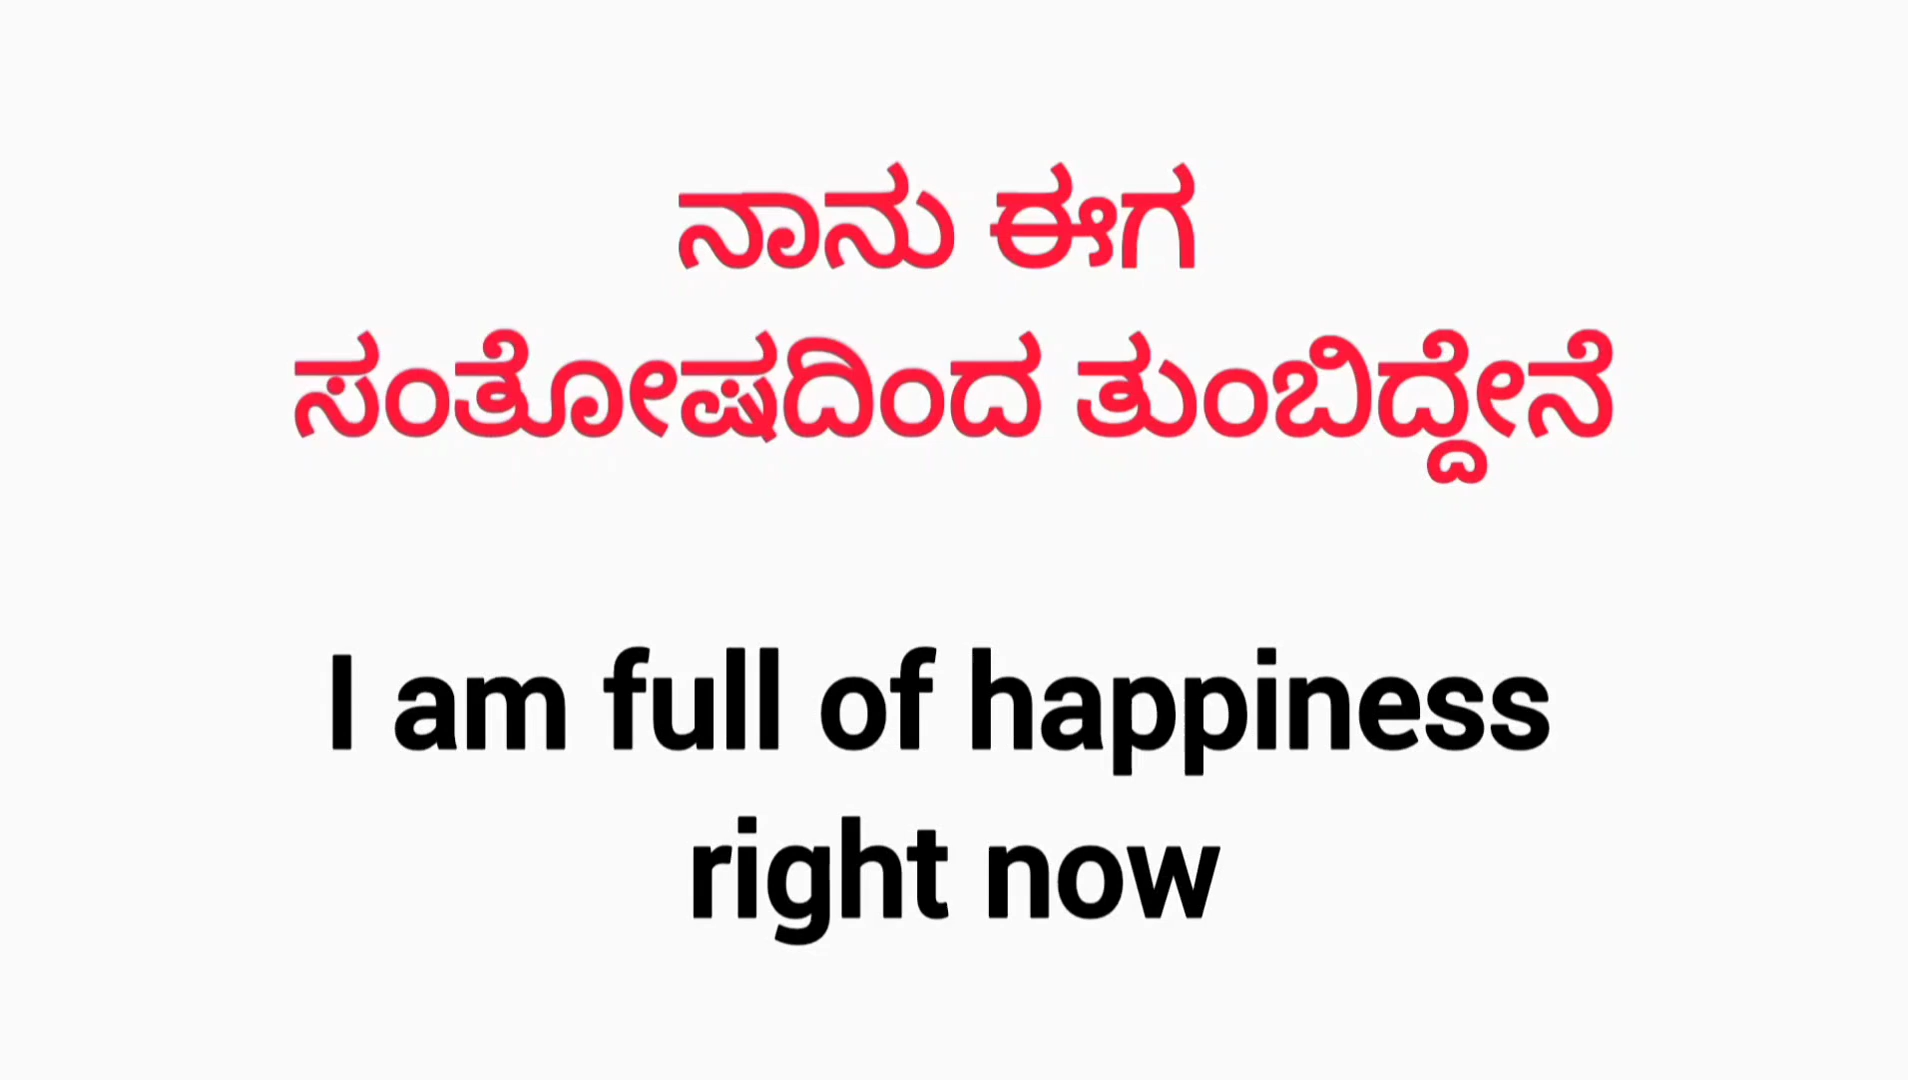 ನಾನು ಈಗ
ಸಂತೋಷದಿಂದ ತುಂಬಿದ್ದೇನೆ
I am full of happiness
right now